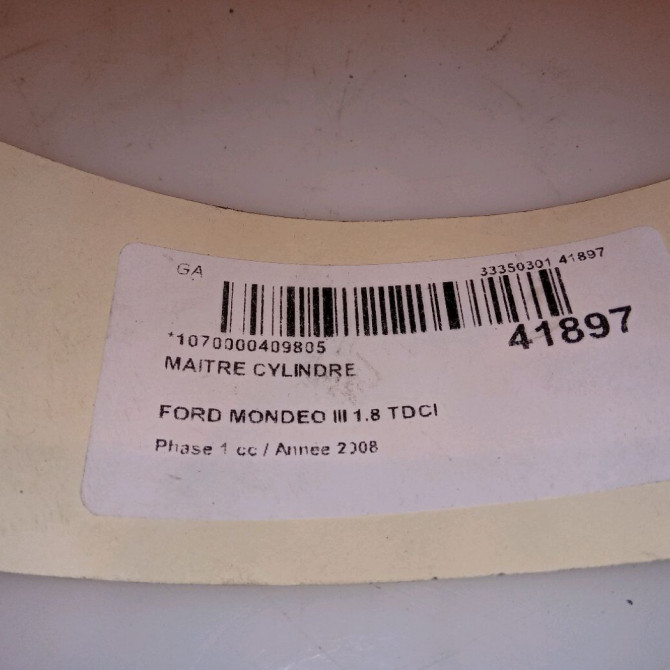 GA
33350301 41897
*1070000409805
41897
MAITRE CYLINDRE
FORD MONDEO III 1.8 TDCI
Phase 1 cc / Annee 2008